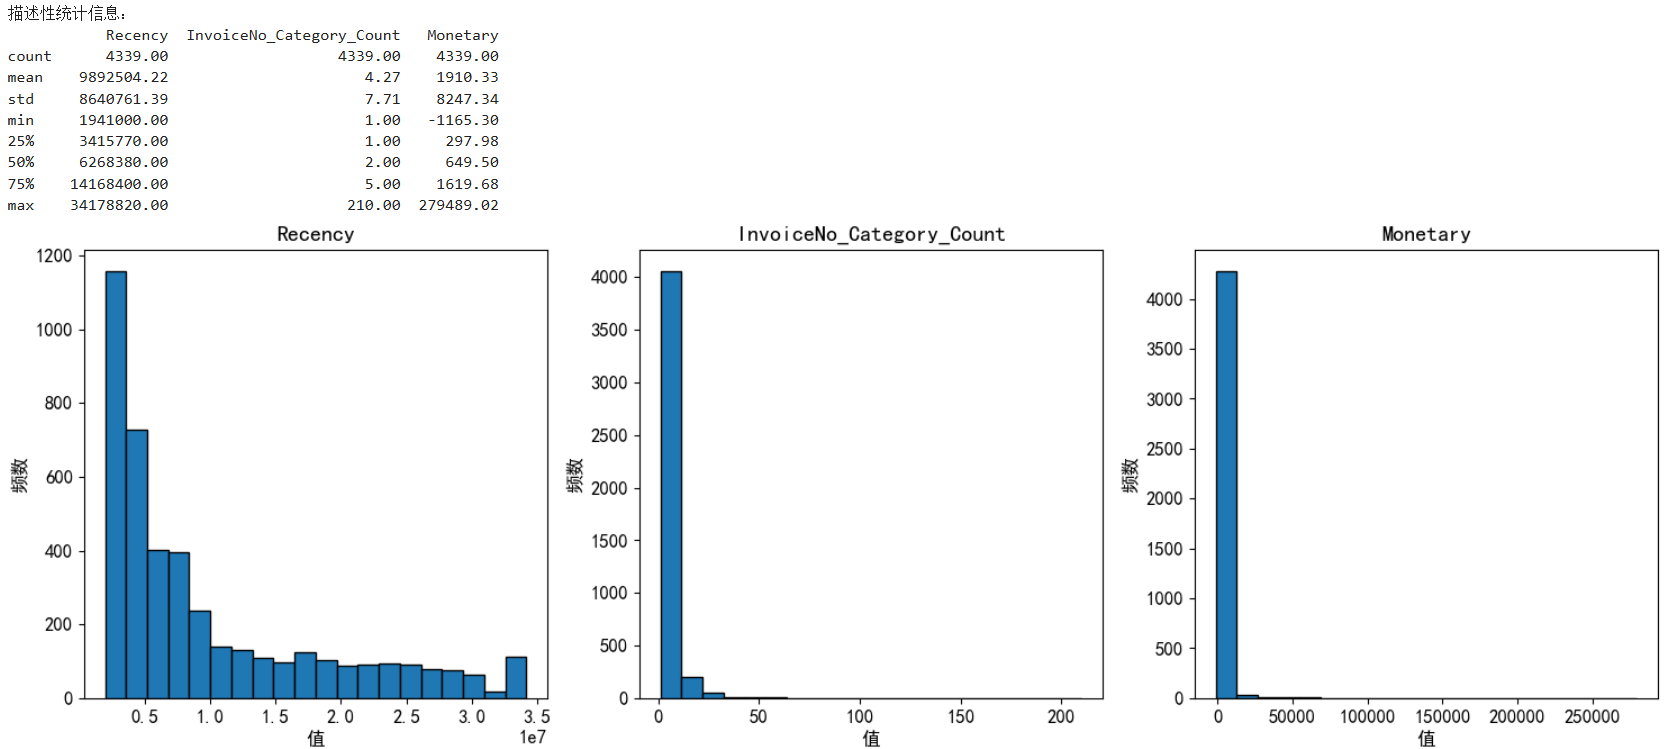 描述性统计信息:
Recency InvoiceNo_Category_Count Monetary
count 4339.00 4339.00 4339.00
mean 9892504.22 4.27 1910.33
std 8640761.39 7.71 8247.34
min 1941000.00 1.00 -1165.30
25% 3415770.00 1.00 297.98
50% 6268380.00 2.00 649.50
75% 14168400.00 5.00 1619.68
max 34178820.00 210.00 279489.02
Recency
1200
1000
800
600
400
200
0
频数
0.5 1.0 1.5 2.0 2.5 3.0 3.5
值
1e7
InvoiceNo_Category_Count
4000
3500
3000
2500
2000
1500
1000
500
0
频数
0 50 100 150 200
值
Monetary
4000
3500
3000
2500
2000
1500
1000
500
0
频数
0 50000 100000 150000 200000 250000
值